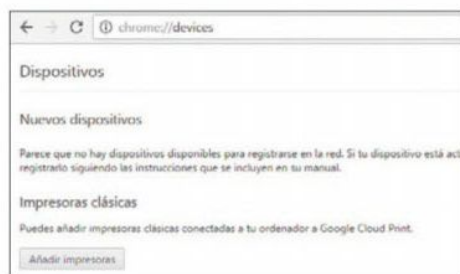 chrome://devices
Dispositivos
Nuevos dispositivos
Parece que no hay dispositivos disponibles para registrarse en la red. Si tu dispositivo está
registrarlo siguiendo las instrucciones que se incluyen en su manual.
Impresoras clásicas
Puedes añadir impresoras clásicas conectadas a tu ordenador a Google Cloud Print.
Añadir impresoras